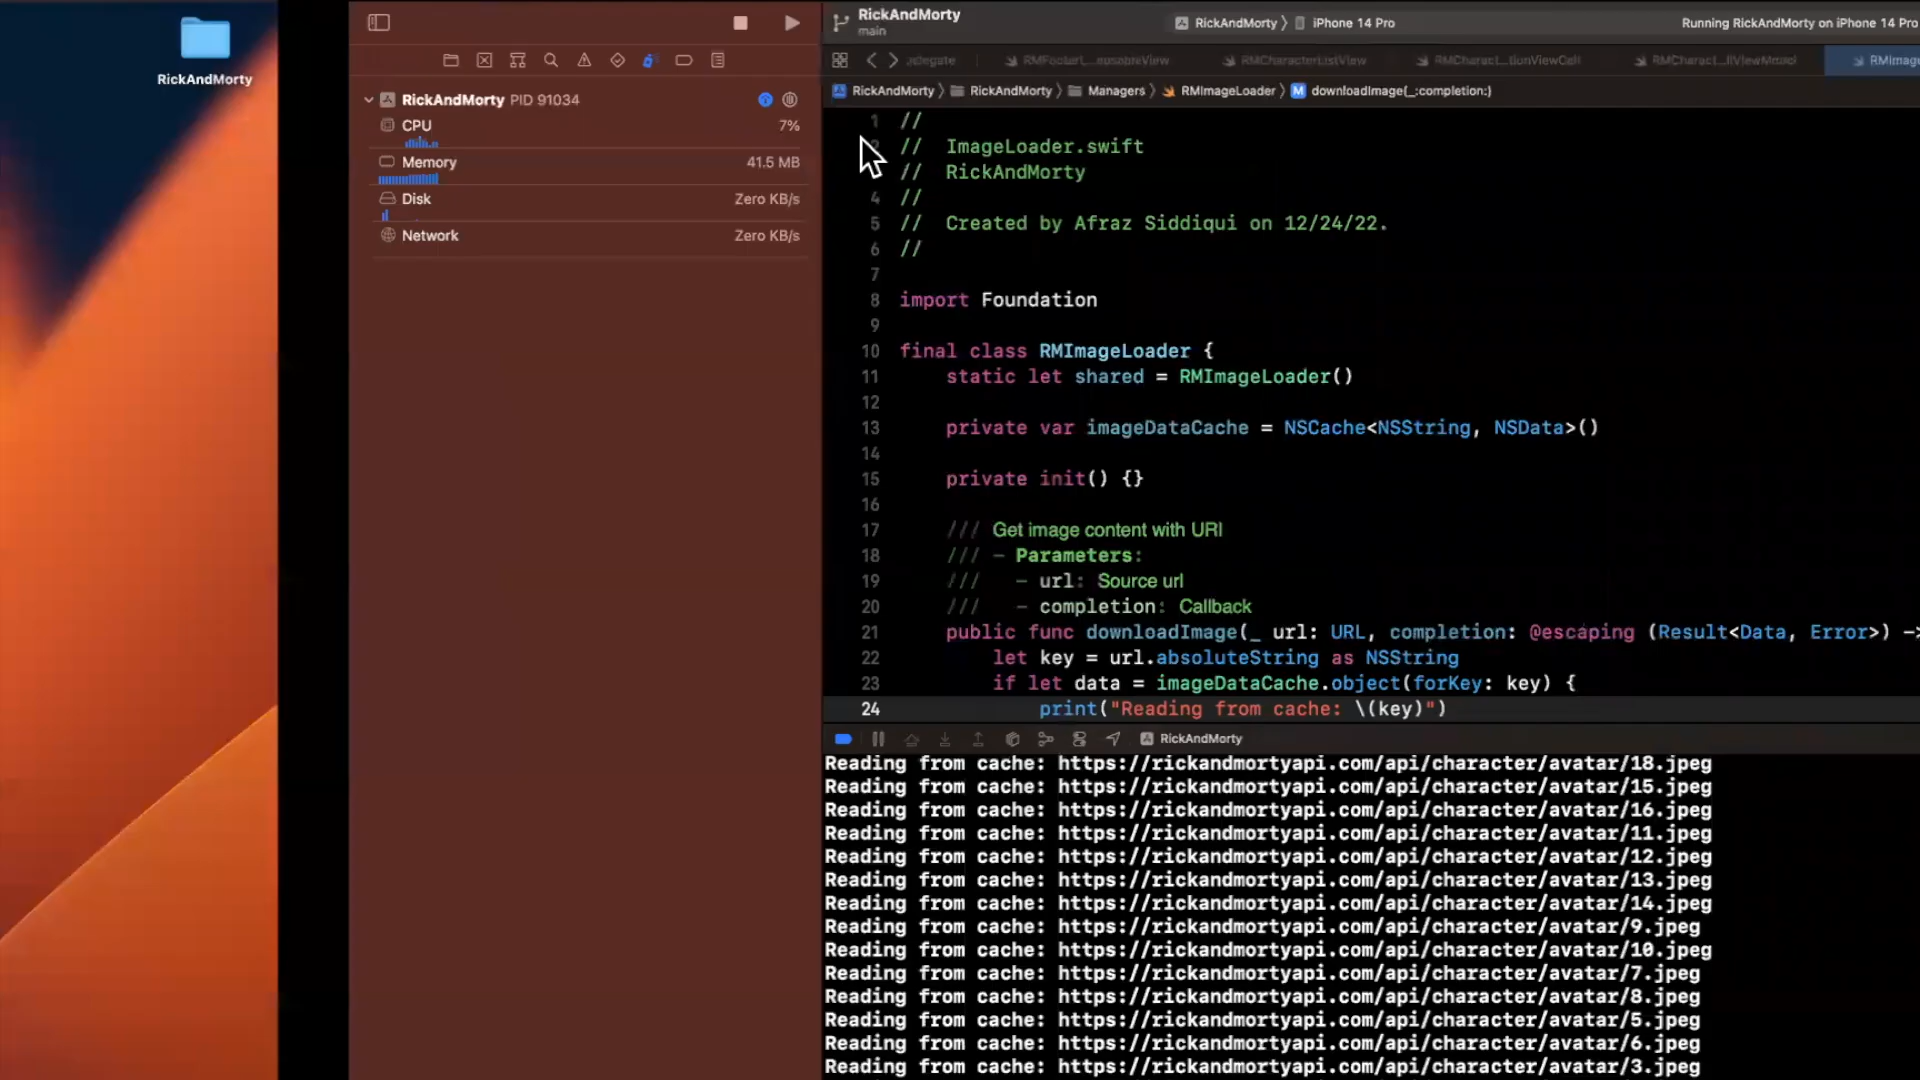 RickAndMorty
RickAndMorty PID 91034
CPU 7%
Memory 41.5 MB
Disk Zero KB/s
Network Zero KB/s
RickAndMorty
main
RickAndMorty iPhone 14 Pro
Running RickAndMorty on iPhone 14 Pro
RMCharacterListView RMCharact...tionViewCell RMCharact...llViewModel RMImage
RickAndMorty RickAndMorty Managers RMImageLoader M downloadImage(_:completion:)
1 //
// ImageLoader.swift
// RickAndMorty
4 //
5 // Created by Afraz Siddiqui on 12/24/22.
6 //
7
8 import Foundation
9
10 final class RMImageLoader {
11 static let shared = RMImageLoader()
12
13 private var imageDataCache = NSCache<NSString, NSData>()
14
15 private init() {}
16
17 /// Get image content with URI
18 /// - Parameters:
19 /// - url: Source url
20 /// - completion: Callback
21 public func downloadImage(_ url: URL, completion: @escaping (Result<Data, Error>) ->
22 let key = url.absoluteString as NSString
23 if let data = imageDataCache.object(forKey: key) {
24 print("Reading from cache: \(key)")
RickAndMorty
Reading from cache: https://rickandmortyapi.com/api/character/avatar/18.jpeg
Reading from cache: https://rickandmortyapi.com/api/character/avatar/15.jpeg
Reading from cache: https://rickandmortyapi.com/api/character/avatar/16.jpeg
Reading from cache: https://rickandmortyapi.com/api/character/avatar/11.jpeg
Reading from cache: https://rickandmortyapi.com/api/character/avatar/12.jpeg
Reading from cache: https://rickandmortyapi.com/api/character/avatar/13.jpeg
Reading from cache: https://rickandmortyapi.com/api/character/avatar/14.jpeg
Reading from cache: https://rickandmortyapi.com/api/character/avatar/9.jpeg
Reading from cache: https://rickandmortyapi.com/api/character/avatar/10.jpeg
Reading from cache: https://rickandmortyapi.com/api/character/avatar/7.jpeg
Reading from cache: https://rickandmortyapi.com/api/character/avatar/8.jpeg
Reading from cache: https://rickandmortyapi.com/api/character/avatar/5.jpeg
Reading from cache: https://rickandmortyapi.com/api/character/avatar/6.jpeg
Reading from cache: https://rickandmortyapi.com/api/character/avatar/3.jpeg